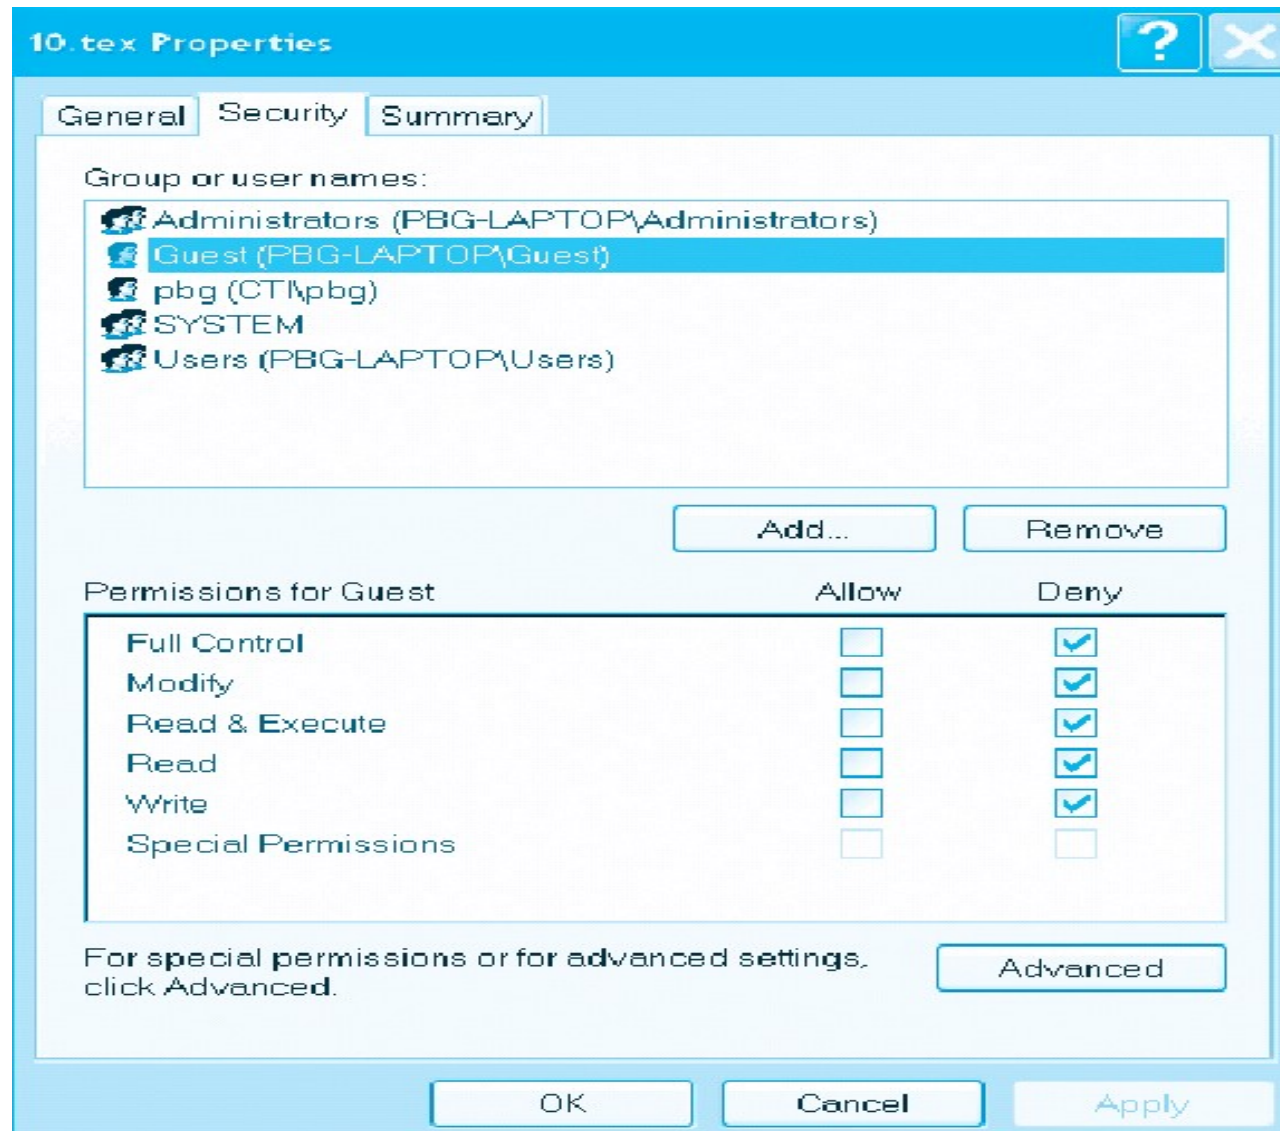 10.tex Properties
?
General Security Summary
Group or user names:
Administrators (PBG-LAPTOP\Administrators)
Guest (PBG-LAPTOP\Guest)
pbg (CTI\pbg)
SYSTEM
Users (PBG-LAPTOP\Users)
Add... Remove
Permissions for Guest Allow Deny
Full Control
Modify
Read & Execute
Read
Write
Special Permissions
For special permissions or for advanced settings, Advanced
click Advanced.
OK Cancel Apply